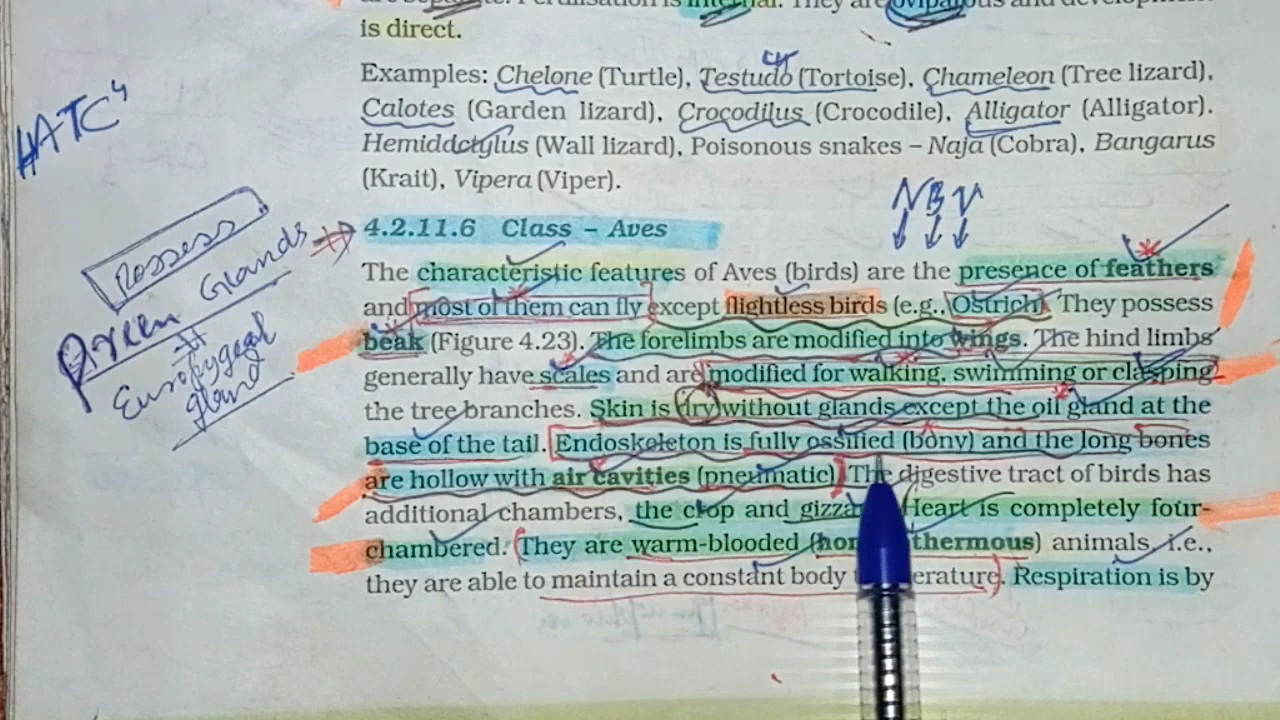 is direct.
Examples: Chelone (Turtle), Testudo (Tortoise), Chameleon (Tree lizard),
Calotes (Garden lizard), Crocodilus (Crocodile), Alligator (Alligator).
Hemidactylus (Wall lizard), Poisonous snakes – Naja (Cobra), Bangarus
(Krait), Vipera (Viper).
HATC⁴
N B V
4.2.11.6 Class – Aves
Possess
Glands
Preen
The characteristic features of Aves (birds) are the presence of feathers
and most of them can fly except flightless birds (e.g., Ostrich). They possess
beak (Figure 4.23). The forelimbs are modified into wings. The hind limbs
generally have scales and are modified for walking, swimming or clasping
the tree branches. Skin is dry without glands except the oil gland at the
base of the tail. Endoskeleton is fully ossified (bony) and the long bones
are hollow with air cavities (pneumatic). The digestive tract of birds has
additional chambers, the crop and Heart is completely four-
chambered. They are warm-blooded animals, i.e.,
they are able to maintain a constant body Respiration is by